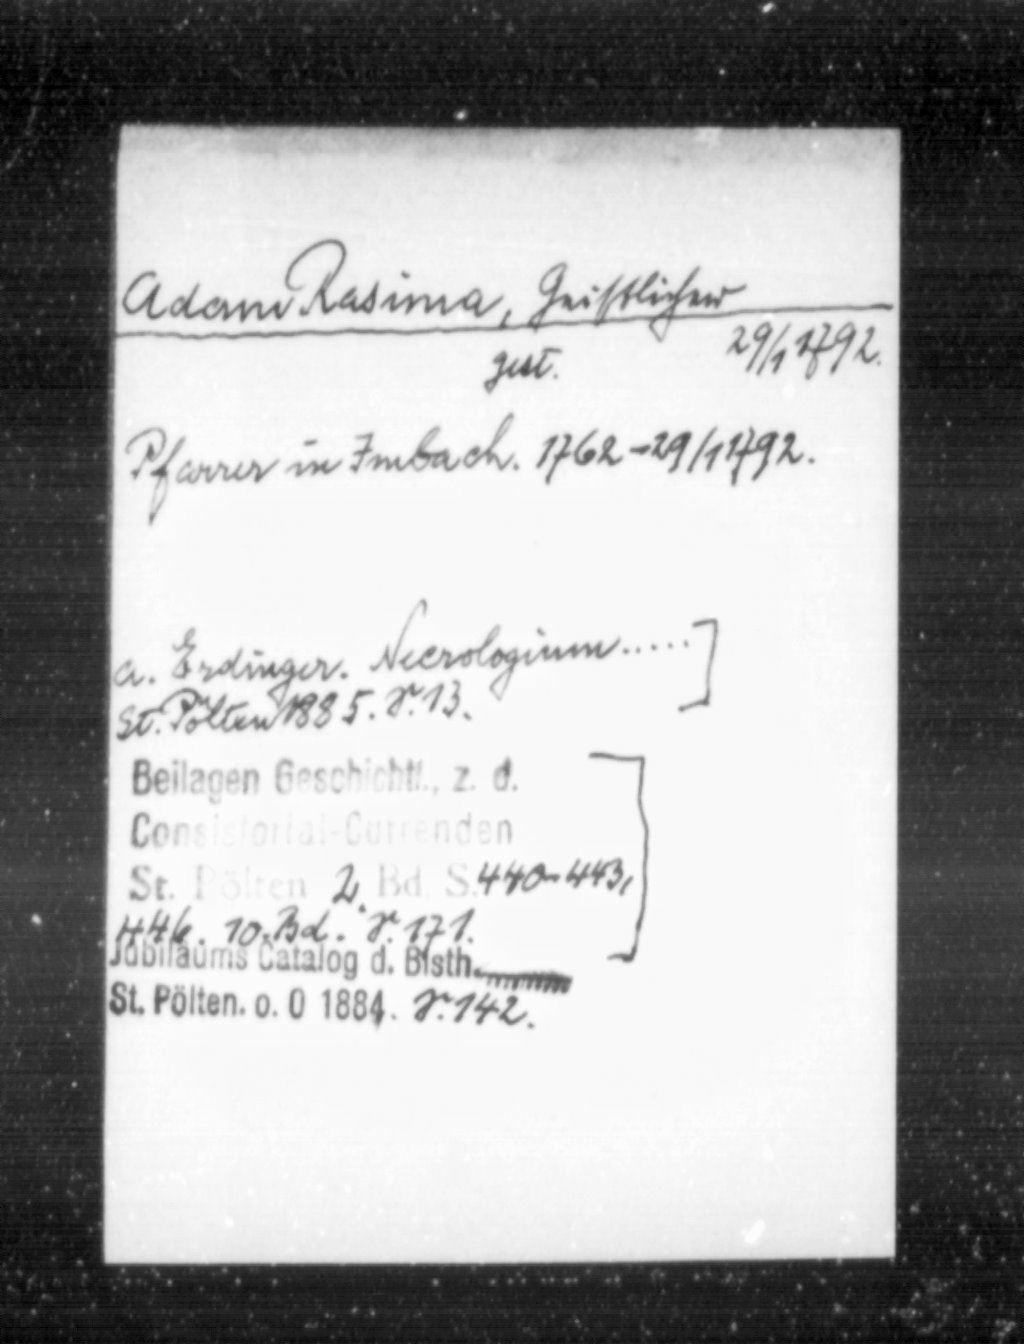 Adam Rasima, Geistlicher
gest. 29/1 1792.
Pfarrer in Imbach. 1762-29/1 1792.
A. Erdinger. Necrologium.....
St. Pölten 1885. S. 13.
Beilagen Geschichtl., z. d.
Consistorial-Currenden
St. Pölten 2. Bd. S. 440-443,
446. 10. Bd. S. 171.
Jubiläums Catalog d. Bisth.
St. Pölten. o. O 1884. S. 142.